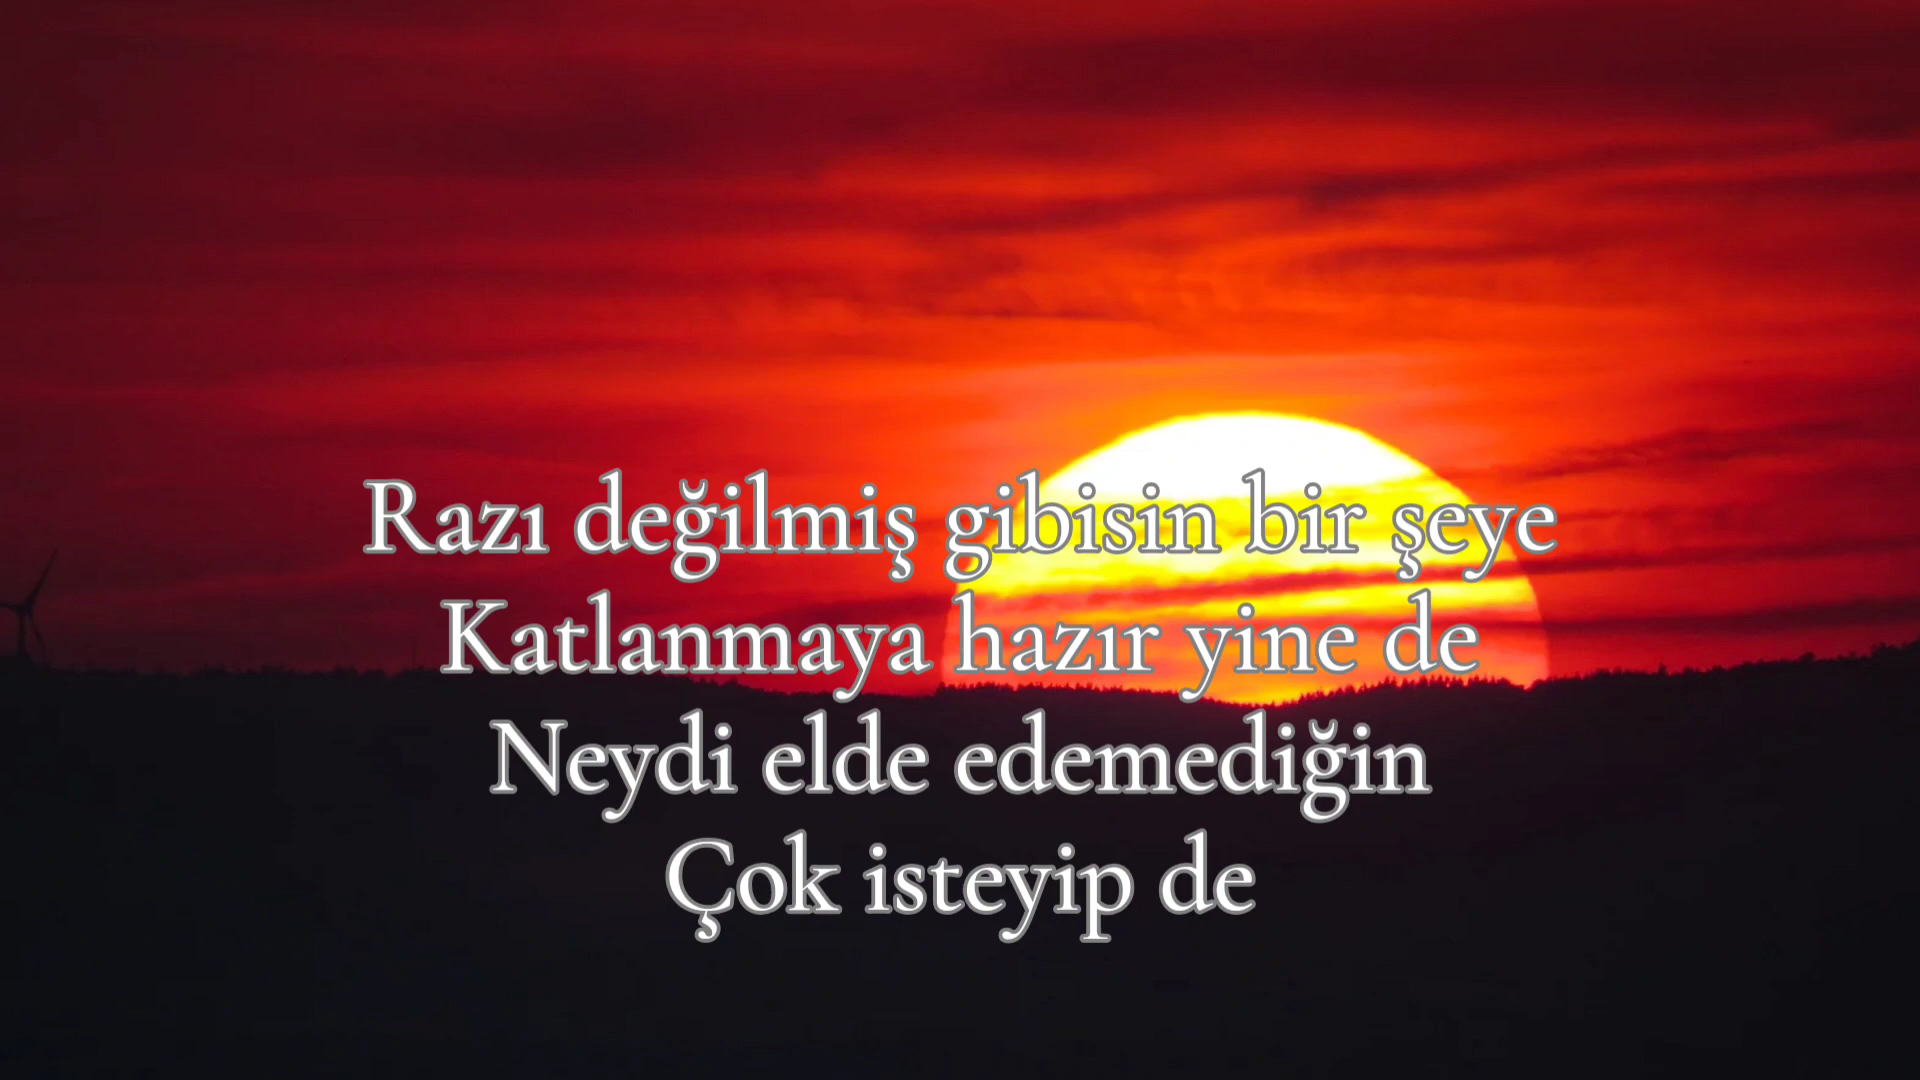 Razı değilmiş gibisin bir şeye
Katlanmaya hazır yine de
Neydi elde edemediğin
Çok isteyip de